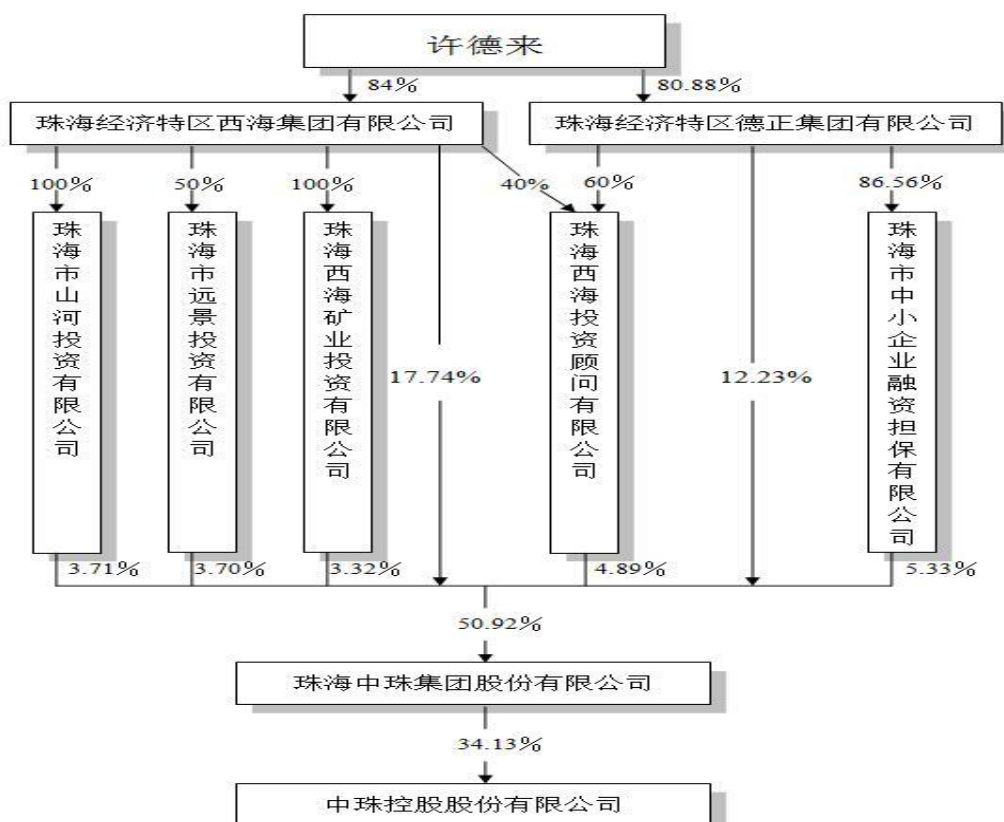 许德来
84%
80.88%
珠海经济特区西海集团有限公司
珠海经济特区德正集团有限公司
100%
50%
100%
40%
60%
86.56%
珠海市山河投资有限公司
珠海市远景投资有限公司
珠海西海矿业投资有限公司
珠海西海投资顾问有限公司
珠海市中小企业融资担保有限公司
17.74%
12.23%
3.71%
3.70%
3.32%
4.89%
5.33%
50.92%
珠海中珠集团股份有限公司
34.13%
中珠控股股份有限公司